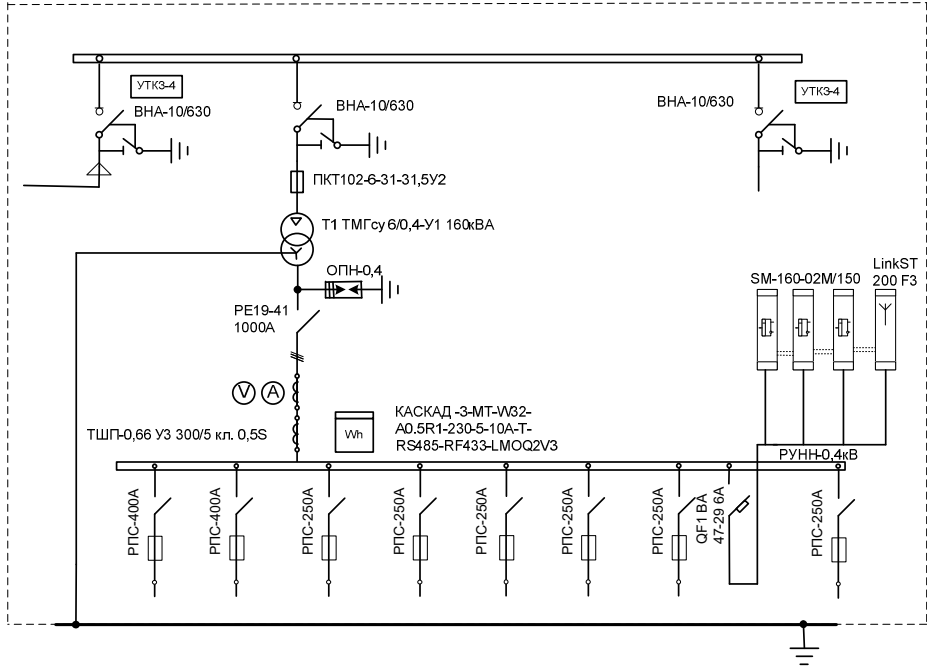 УТКЗ-4
ВНА-10/630
ВНА-10/630
ВНА-10/630
УТКЗ-4
ПКТ102-6-31-31,5У2
Т1 ТМГсу 6/0,4-У1 160кВА
ОПН-0,4
РЕ19-41
1000А
SM-160-02M/150
LinkST
200 F3
V
A
ТШП-0,66 У3 300/5 кл. 0,5S
Wh
КАСКАД -3-МТ-W32-
A0.5R1-230-5-10A-T-
RS485-RF433-LMOQ2V3
РУНН-0,4кВ
РПС-400А
РПС-400А
РПС-250А
РПС-250А
РПС-250А
РПС-250А
РПС-250А
QF1 ВА
47-29 6А
РПС-250А